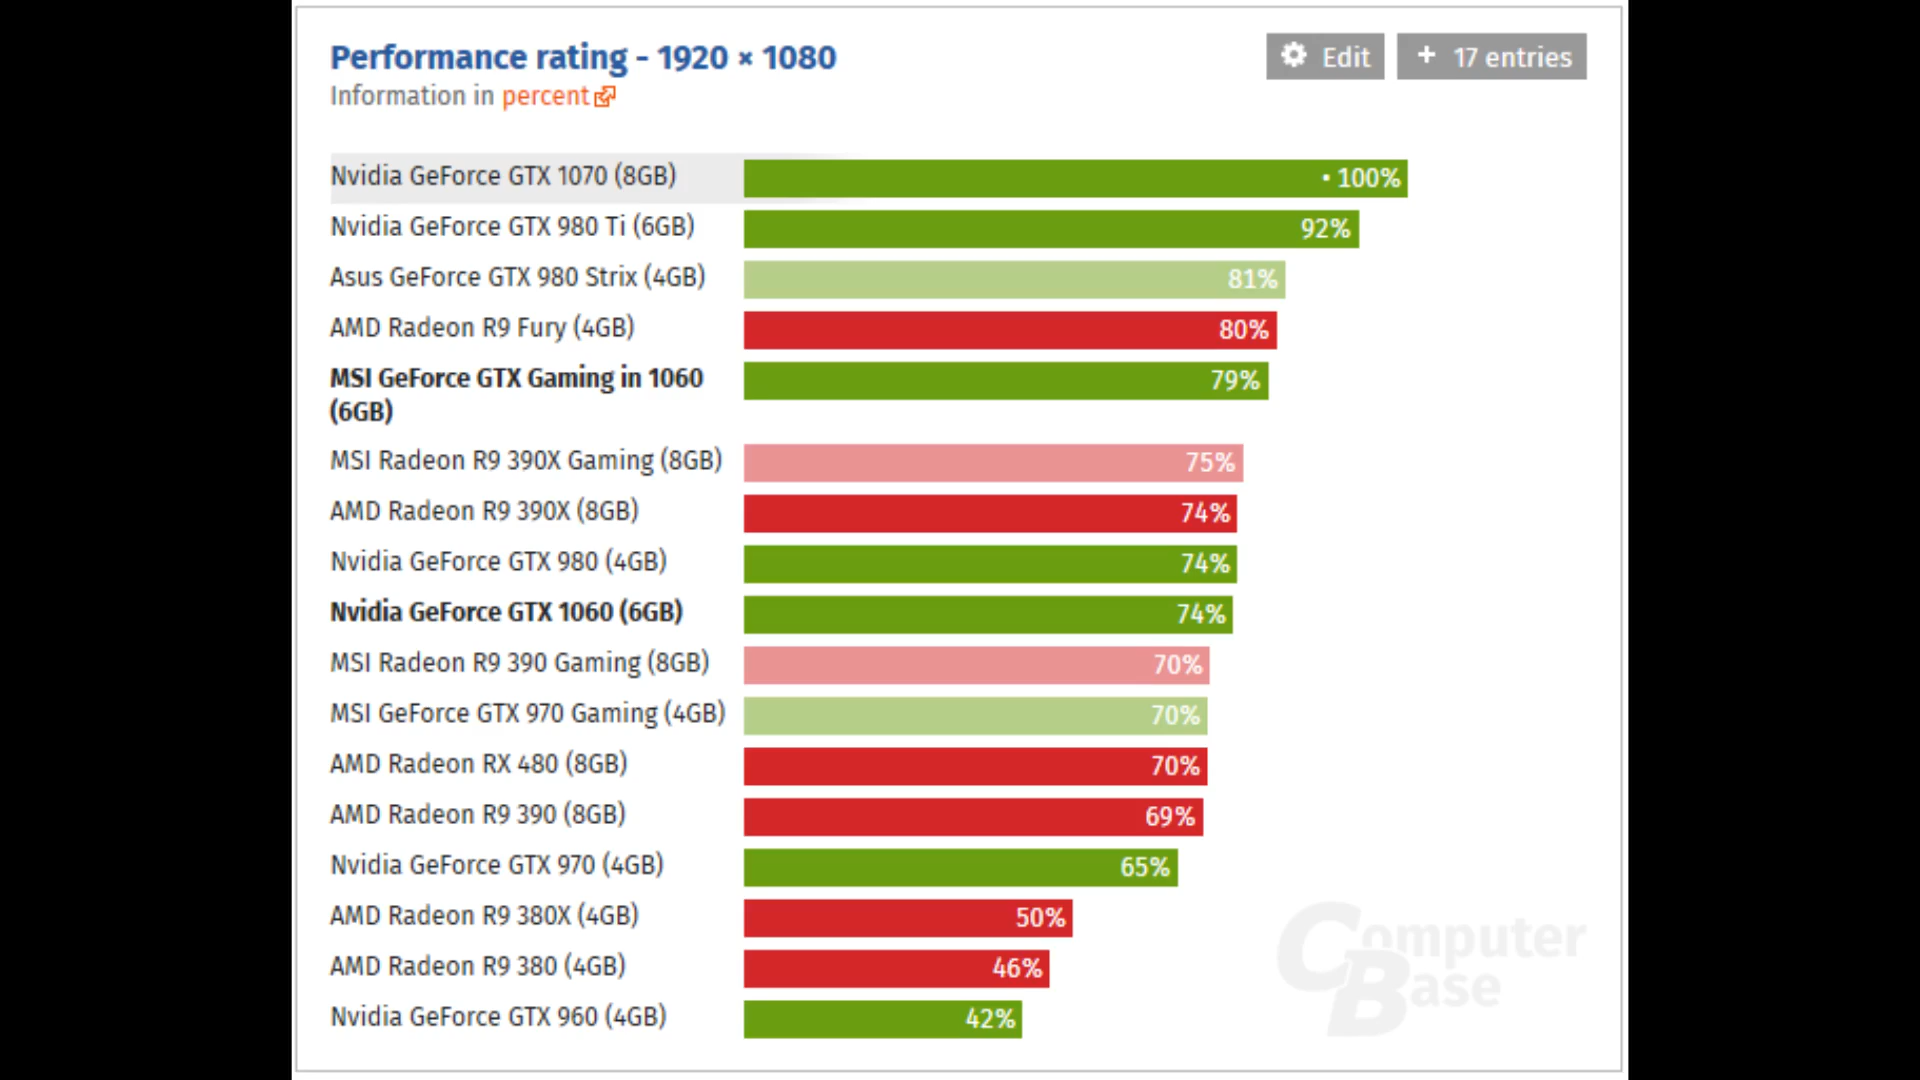 Performance rating - 1920 × 1080
Edit
+ 17 entries
Information in percent
Nvidia GeForce GTX 1070 (8GB) • 100%
Nvidia GeForce GTX 980 Ti (6GB) 92%
Asus GeForce GTX 980 Strix (4GB) 81%
AMD Radeon R9 Fury (4GB) 80%
MSI GeForce GTX Gaming in 1060 79%
(6GB)
MSI Radeon R9 390X Gaming (8GB) 75%
AMD Radeon R9 390X (8GB) 74%
Nvidia GeForce GTX 980 (4GB) 74%
Nvidia GeForce GTX 1060 (6GB) 74%
MSI Radeon R9 390 Gaming (8GB) 70%
MSI GeForce GTX 970 Gaming (4GB) 70%
AMD Radeon RX 480 (8GB) 70%
AMD Radeon R9 390 (8GB) 69%
Nvidia GeForce GTX 970 (4GB) 65%
AMD Radeon R9 380X (4GB) 50%
AMD Radeon R9 380 (4GB) 46%
Nvidia GeForce GTX 960 (4GB) 42%
Computer
Base